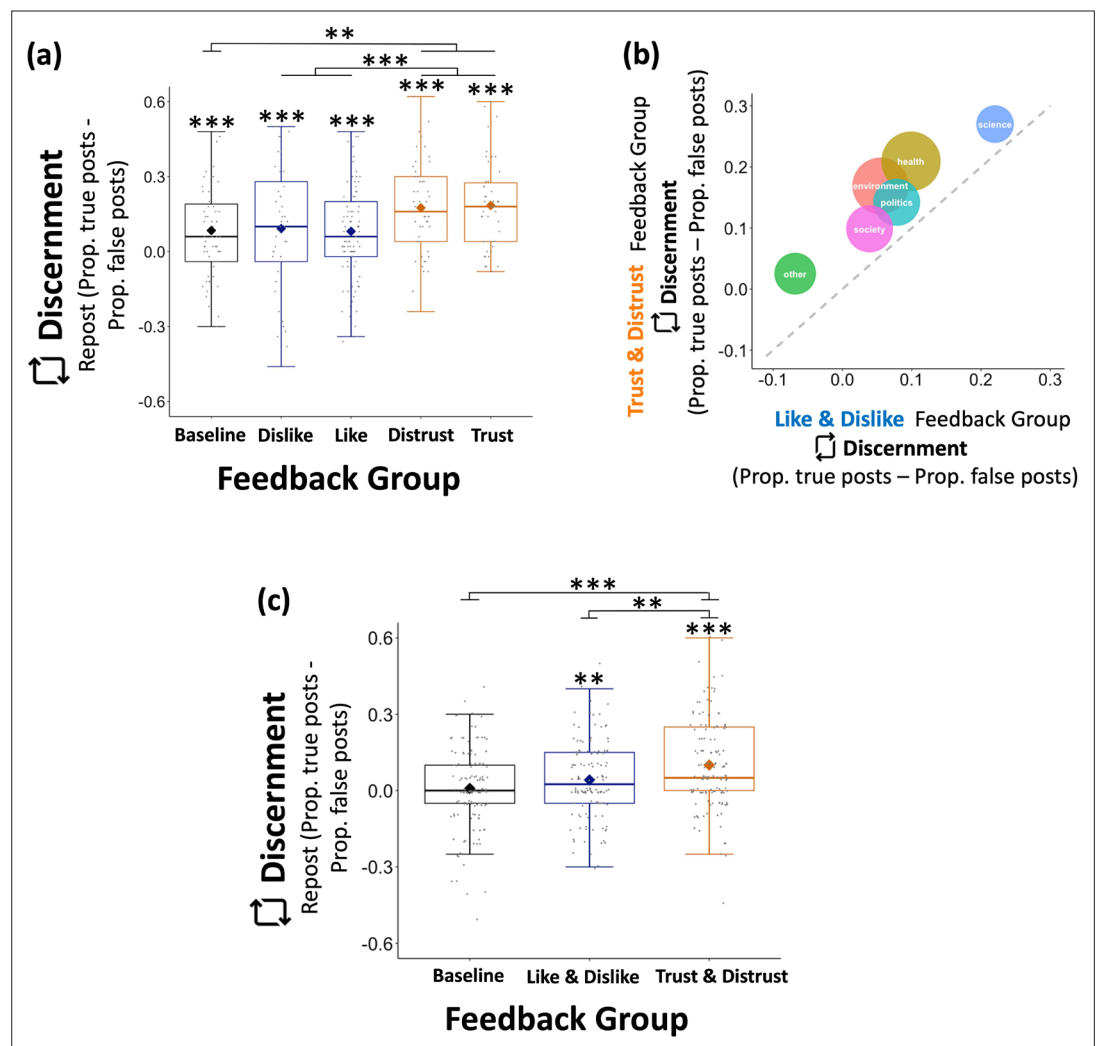 (a)
**
***
***
***
***
***
***
Discernment
Repost (Prop. true posts -
Prop. false posts)
0.6
0.3
0.0
-0.3
-0.6
Baseline Dislike Like Distrust Trust
Feedback Group
(b)
Trust & Distrust Feedback Group
Discernment
(Prop. true posts – Prop. false posts)
0.3
0.2
0.1
0.0
-0.1
science
health
environment
politics
society
other
-0.1 0.0 0.1 0.2 0.3
Like & Dislike Feedback Group
Discernment
(Prop. true posts – Prop. false posts)
(c)
***
**
***
**
Discernment
Repost (Prop. true posts -
Prop. false posts)
0.6
0.3
0.0
-0.3
-0.6
Baseline Like & Dislike Trust & Distrust
Feedback Group